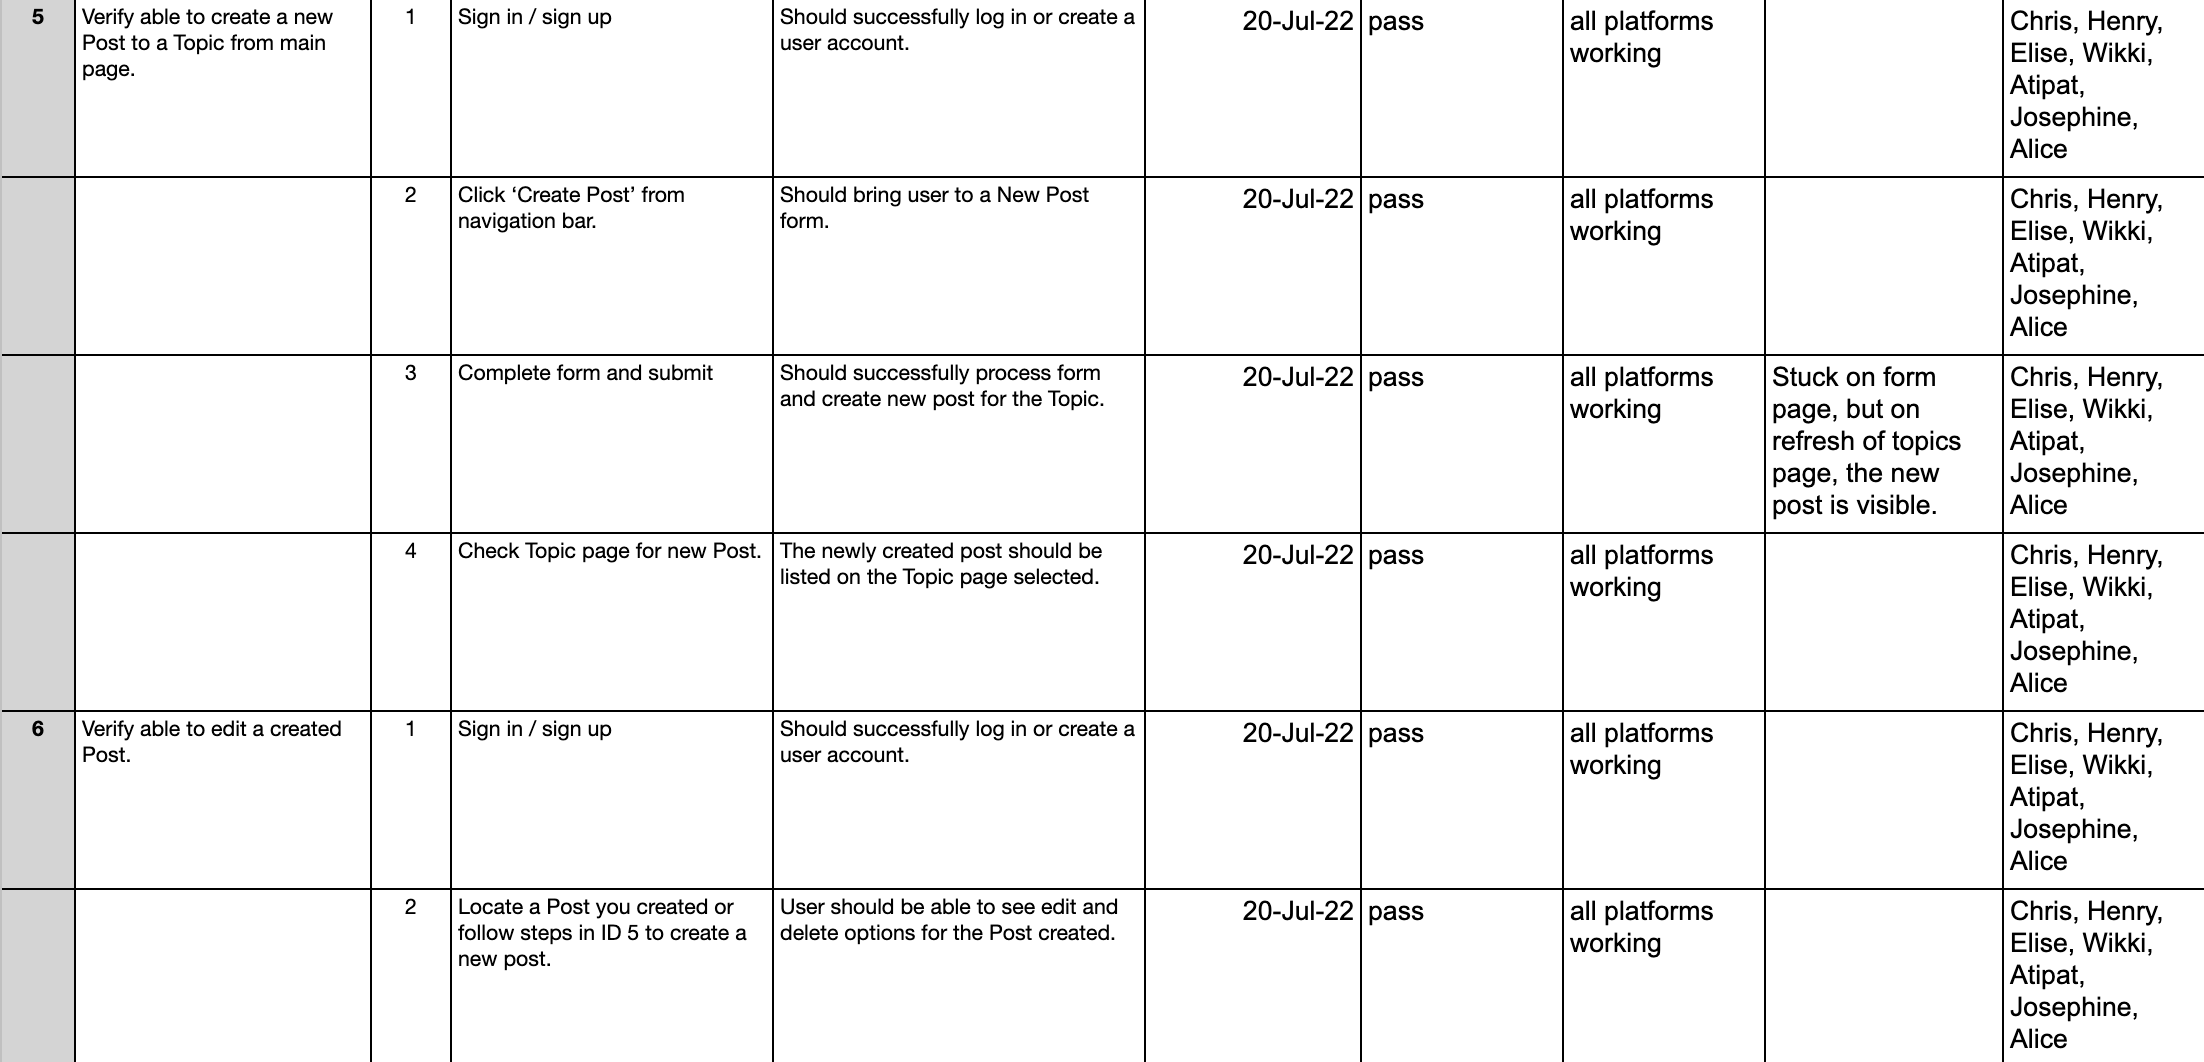 5
Verify able to create a new
Post to a Topic from main
page.
1
Sign in / sign up
Should successfully log in or create a
user account.
20-Jul-22
pass
all platforms
working
Chris, Henry,
Elise, Wikki,
Atipat,
Josephine,
Alice
2
Click ‘Create Post’ from
navigation bar.
Should bring user to a New Post
form.
20-Jul-22
pass
all platforms
working
Chris, Henry,
Elise, Wikki,
Atipat,
Josephine,
Alice
3
Complete form and submit
Should successfully process form
and create new post for the Topic.
20-Jul-22
pass
all platforms
working
Stuck on form
page, but on
refresh of topics
page, the new
post is visible.
Chris, Henry,
Elise, Wikki,
Atipat,
Josephine,
Alice
4
Check Topic page for new Post.
The newly created post should be
listed on the Topic page selected.
20-Jul-22
pass
all platforms
working
Chris, Henry,
Elise, Wikki,
Atipat,
Josephine,
Alice
6
Verify able to edit a created
Post.
1
Sign in / sign up
Should successfully log in or create a
user account.
20-Jul-22
pass
all platforms
working
Chris, Henry,
Elise, Wikki,
Atipat,
Josephine,
Alice
2
Locate a Post you created or
follow steps in ID 5 to create a
new post.
User should be able to see edit and
delete options for the Post created.
20-Jul-22
pass
all platforms
working
Chris, Henry,
Elise, Wikki,
Atipat,
Josephine,
Alice